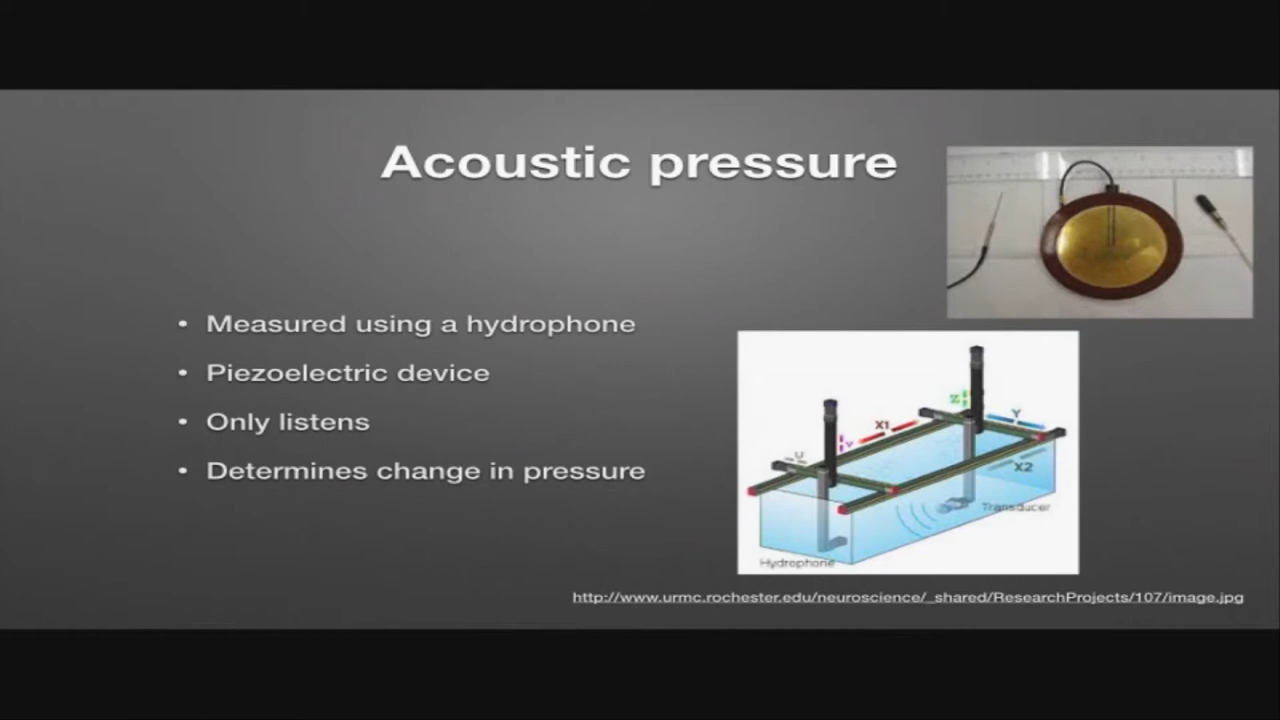 Acoustic pressure
• Measured using a hydrophone
• Piezoelectric device
• Only listens
• Determines change in pressure
Z
Y
X1
V
U
X2
Transducer
Hydrophone
http://www.urmc.rochester.edu/neuroscience/_shared/ResearchProjects/107/image.jpg